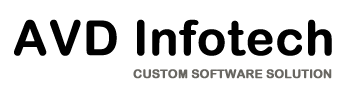 AVD Infotech
CUSTOM SOFTWARE SOLUTION